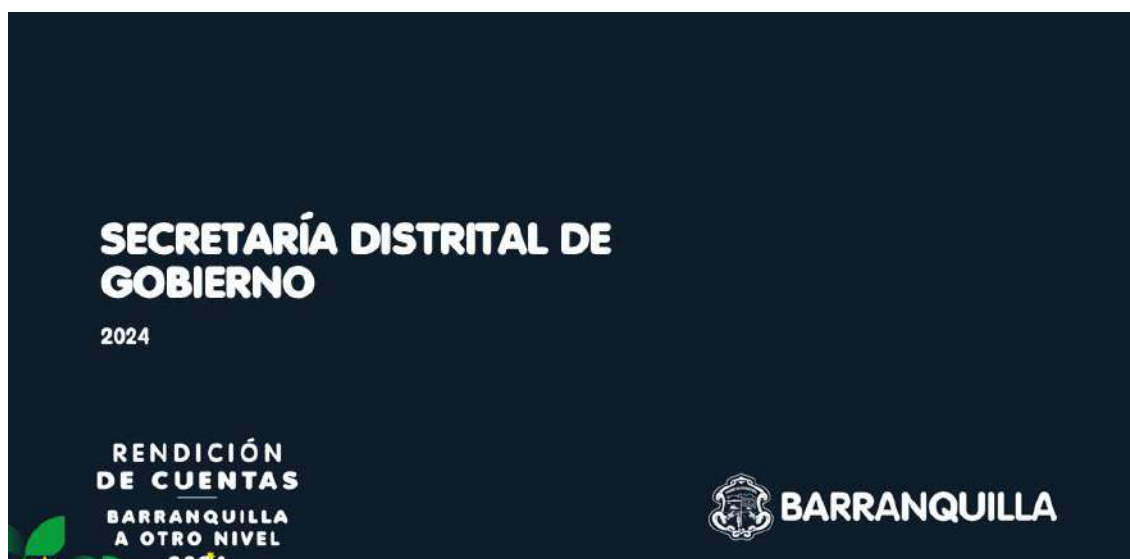 SECRETARÍA DISTRITAL DE
GOBIERNO
2024
RENDICIÓN
DE CUENTAS
BARRANQUILLA
A OTRO NIVEL
BARRANQUILLA